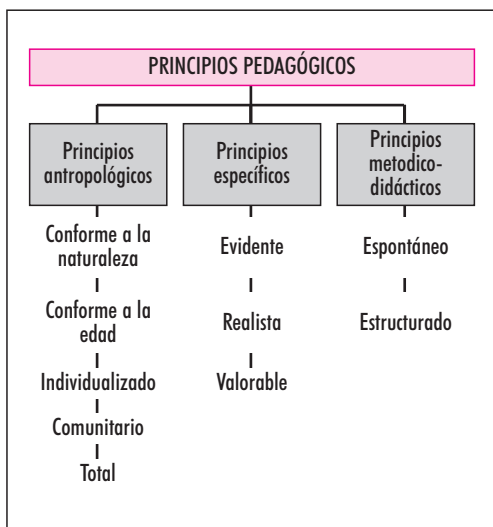 PRINCIPIOS PEDAGÓGICOS
Principios
antropológicos
Conforme a la
naturaleza
Conforme a la
edad
Individualizado
Comunitario
Total
Principios
específicos
Evidente
Realista
Valorable
Principios
metodico-
didácticos
Espontáneo
Estructurado